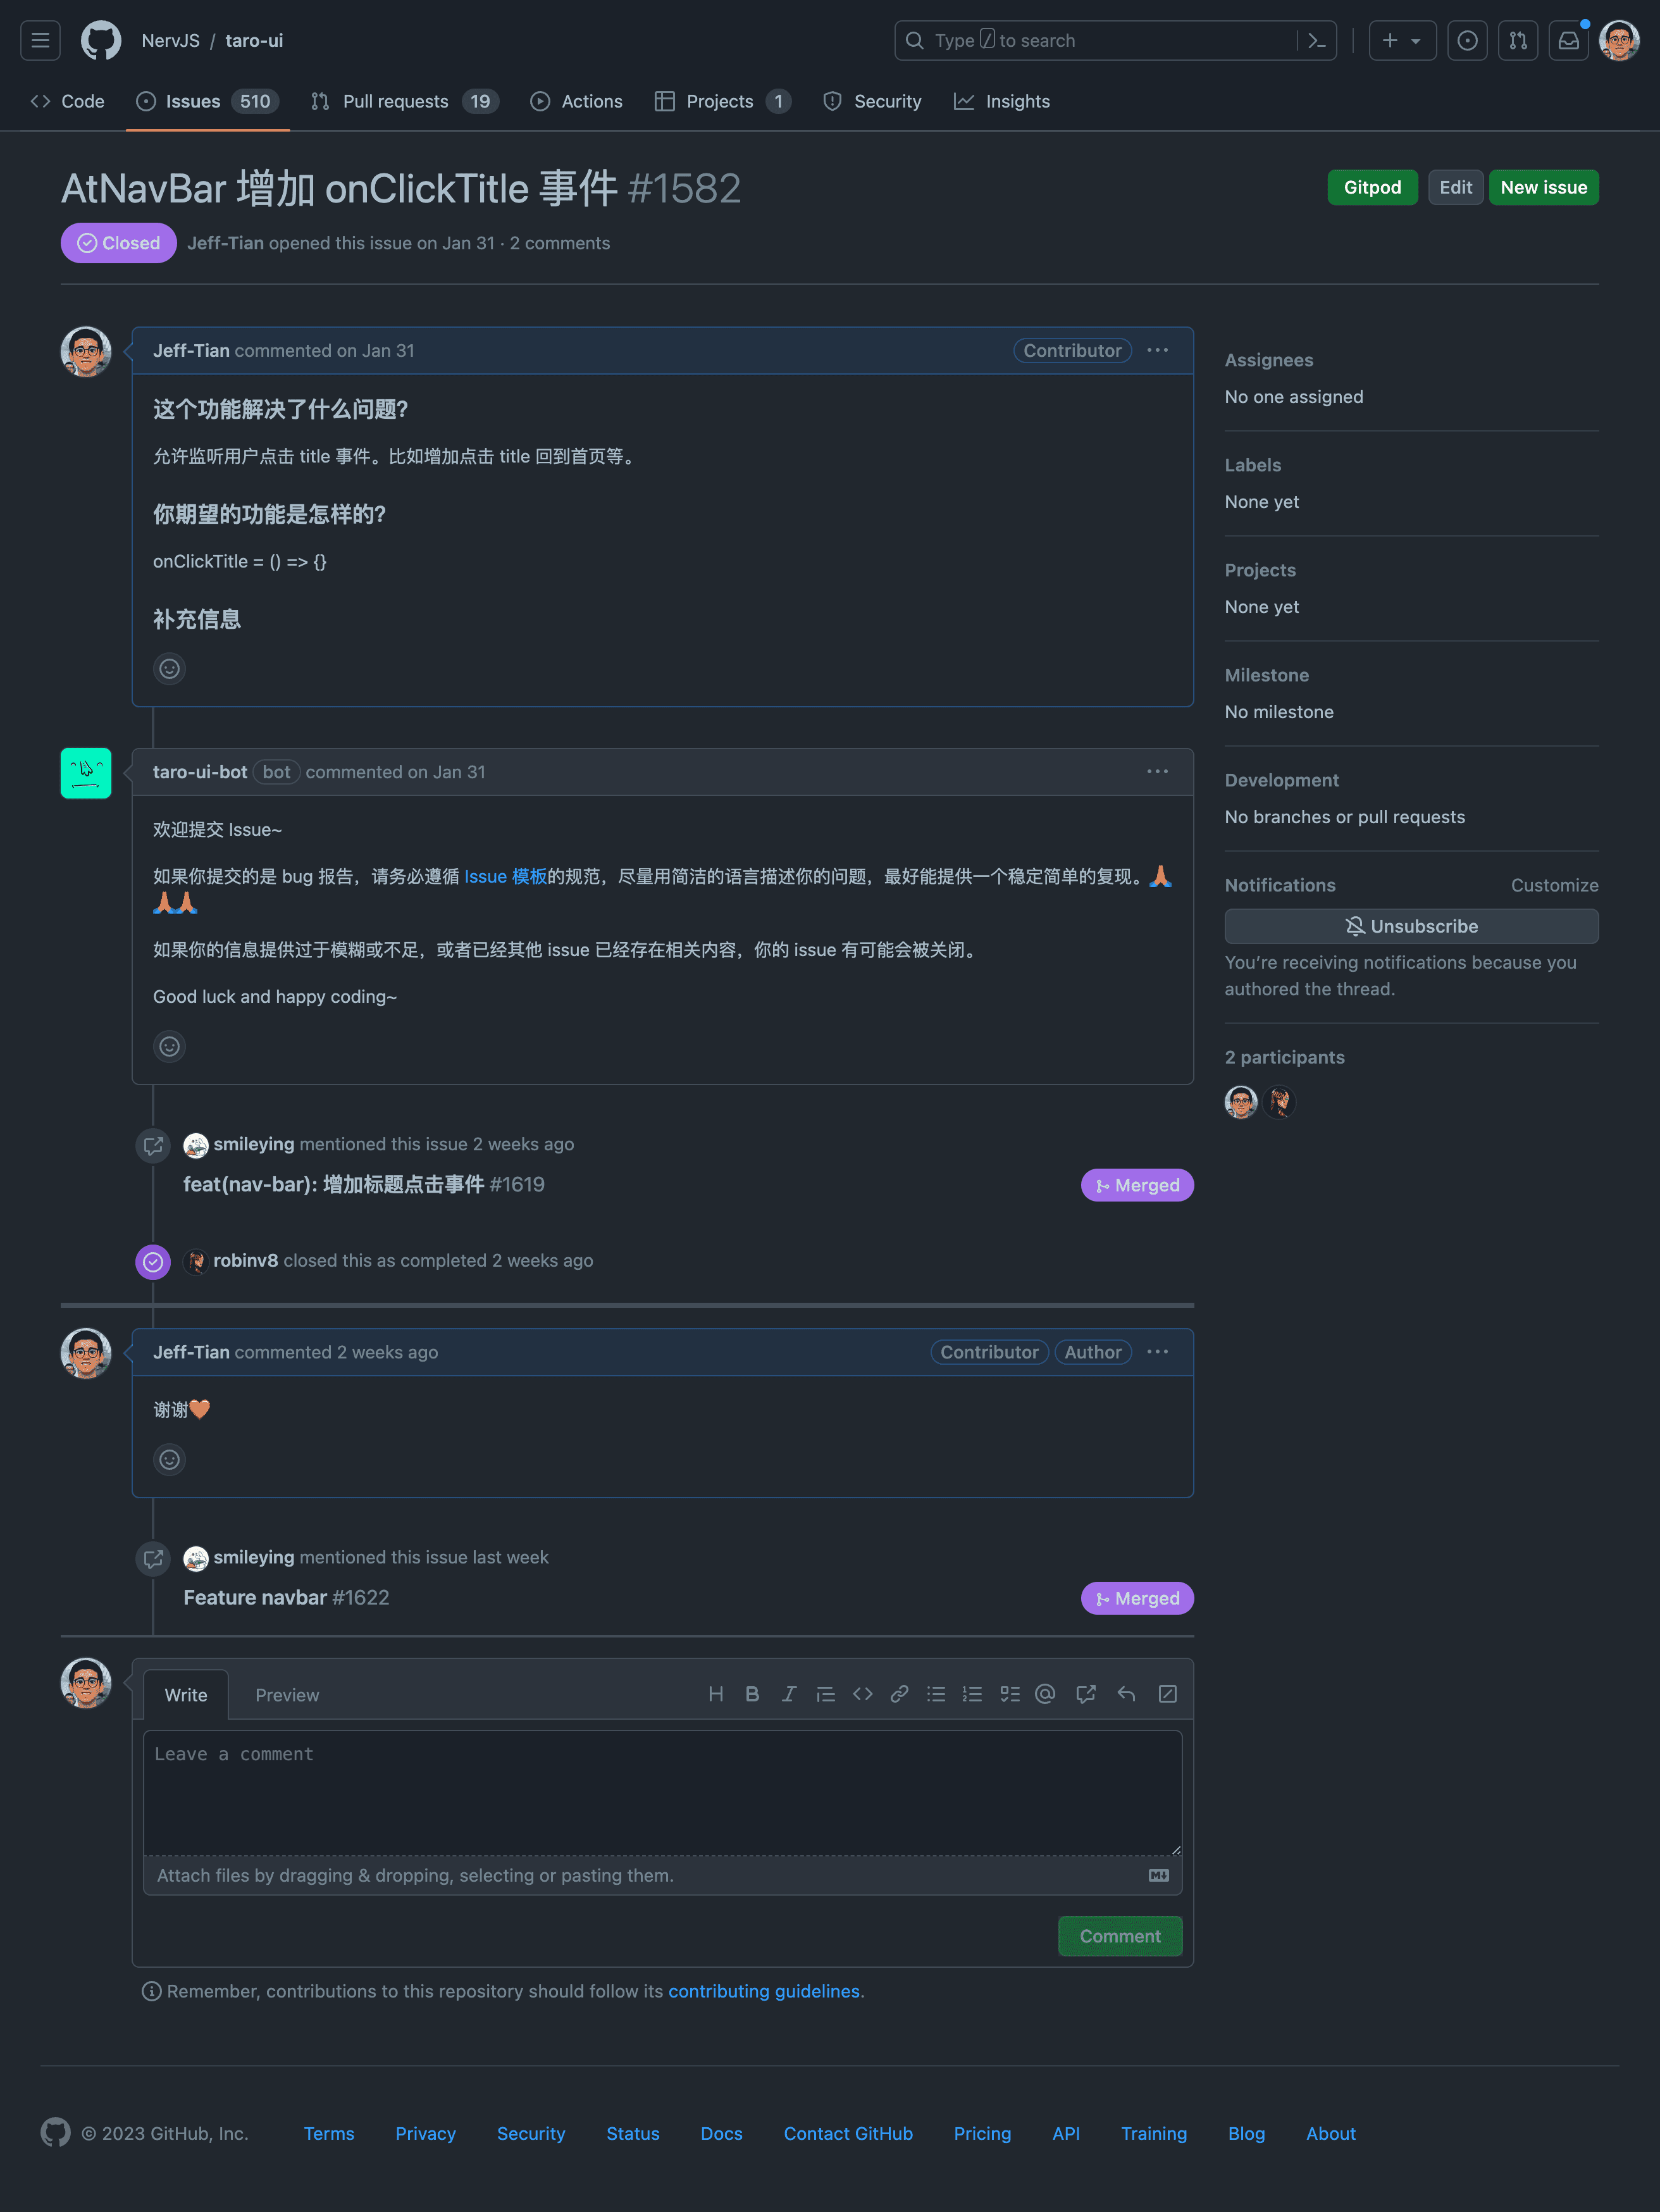 NervJS / taro-ui
Type / to search
Code
Issues 510
Pull requests 19
Actions
Projects 1
Security
Insights
AtNavBar 增加 onClickTitle 事件 #1582
Gitpod
Edit
New issue
Closed
Jeff-Tian opened this issue on Jan 31 · 2 comments
Jeff-Tian commented on Jan 31
Contributor
这个功能解决了什么问题?
允许监听用户点击 title 事件。比如增加点击 title 回到首页等。
你期望的功能是怎样的?
onClickTitle = () => {}
补充信息
taro-ui-bot bot commented on Jan 31
欢迎提交 Issue~
如果你提交的是 bug 报告，请务必遵循 Issue 模板的规范，尽量用简洁的语言描述你的问题，最好能提供一个稳定简单的复现。🙏
🙏🙏
如果你的信息提供过于模糊或不足，或者已经其他 issue 已经存在相关内容，你的 issue 有可能会被关闭。
Good luck and happy coding~
smileying mentioned this issue 2 weeks ago
feat(nav-bar): 增加标题点击事件 #1619
Merged
robinv8 closed this as completed 2 weeks ago
Jeff-Tian commented 2 weeks ago
Contributor
Author
谢谢🧡
smileying mentioned this issue last week
Feature navbar #1622
Merged
Write
Preview
Leave a comment
Attach files by dragging & dropping, selecting or pasting them.
Comment
Remember, contributions to this repository should follow its contributing guidelines.
Assignees
No one assigned
Labels
None yet
Projects
None yet
Milestone
No milestone
Development
No branches or pull requests
Notifications
Customize
Unsubscribe
You’re receiving notifications because you
authored the thread.
2 participants
© 2023 GitHub, Inc.
Terms
Privacy
Security
Status
Docs
Contact GitHub
Pricing
API
Training
Blog
About